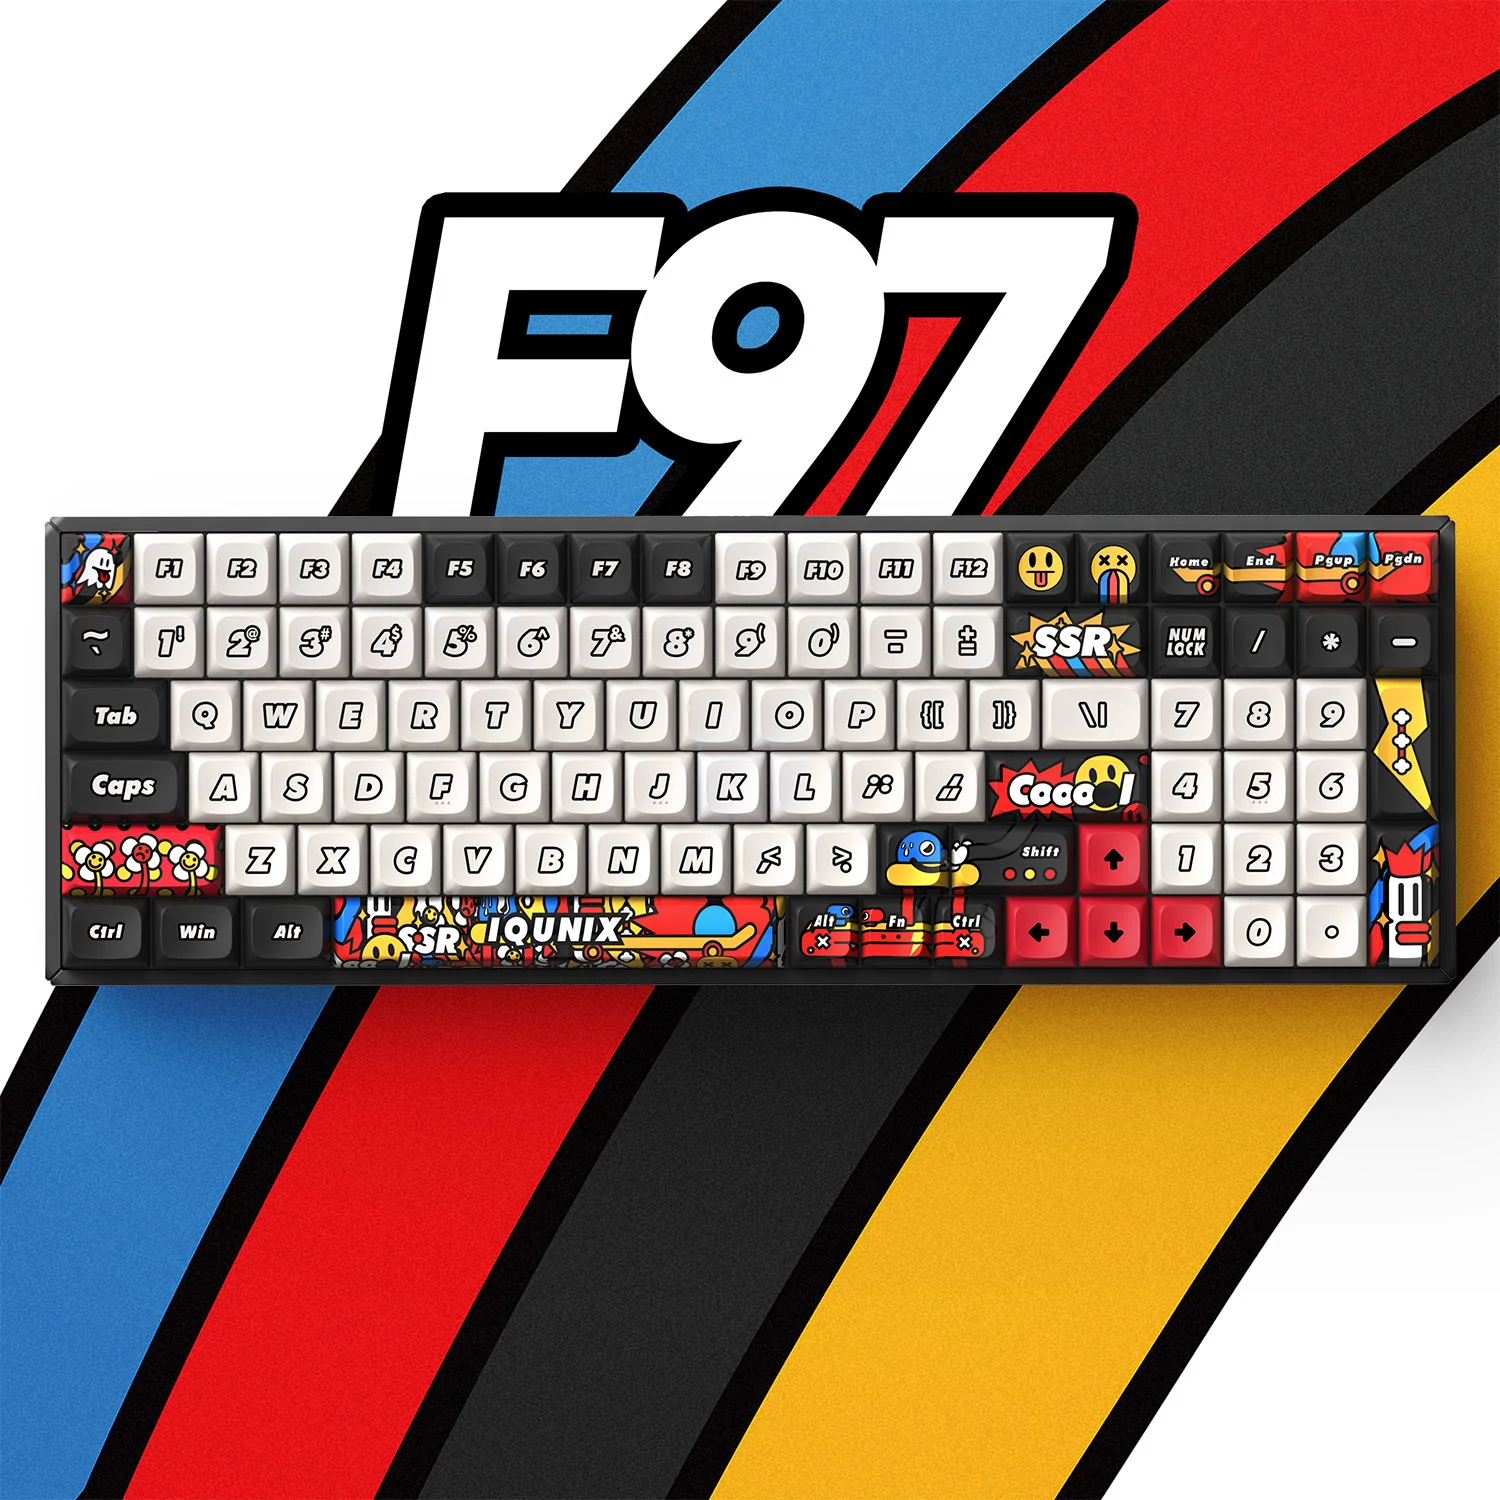 F97
F1 F2 F3 F4 F5 F6 F7 F8 F9 F10 F11 F12 Home End Pgup Pgdn
~ ` 1! 2@ 3# 4$ 5% 6^ 7& 8* 9( 0) - = ± SSR NUM LOCK / * -
Tab Q W E R T Y U I O P {[ ]} \| 7 8 9
Caps A S D F G H J K L ;: '" Cooool 4 5 6
Z X C V B N M ,< .> /? Shift ↑ 1 2 3
Ctrl Win Alt SSR IQUNIX Alt Fn Ctrl ← ↓ → 0 .